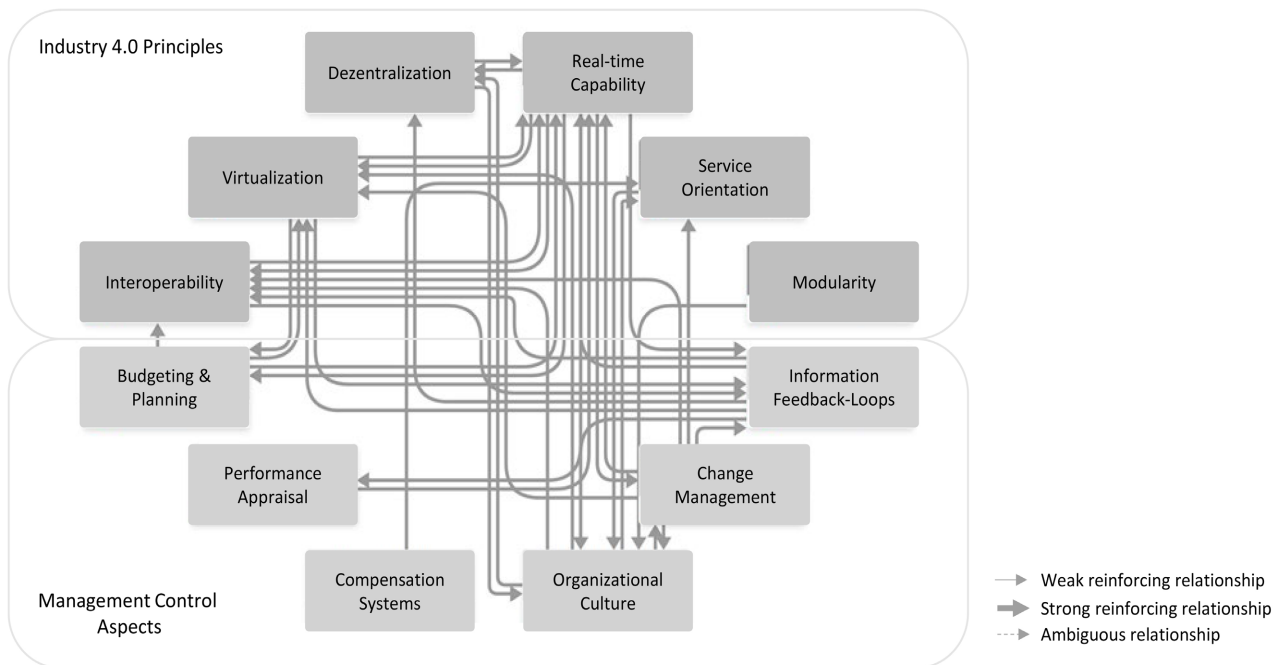 Industry 4.0 Principles
Dezentralization
Real-time
Capability
Virtualization
Service
Orientation
Interoperability
Modularity
Budgeting &
Planning
Information
Feedback-Loops
Performance
Appraisal
Change
Management
Compensation
Systems
Organizational
Culture
Management Control
Aspects
Weak reinforcing relationship
Strong reinforcing relationship
Ambiguous relationship